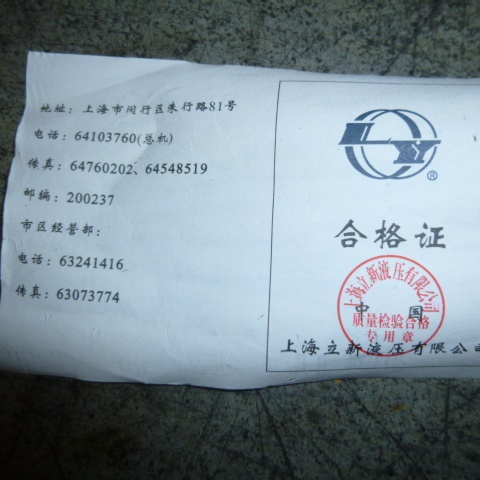 地址: 上海市闵行区朱行路81号
电话: 64103760(总机)
传真: 64760202、64548519
邮编: 200237
市区经营部:
电话: 63241416
传真: 63073774
LY®
合格证
上海立新液压有限公司
中国
质量检验合格
专用章
上海立新液压有限公司